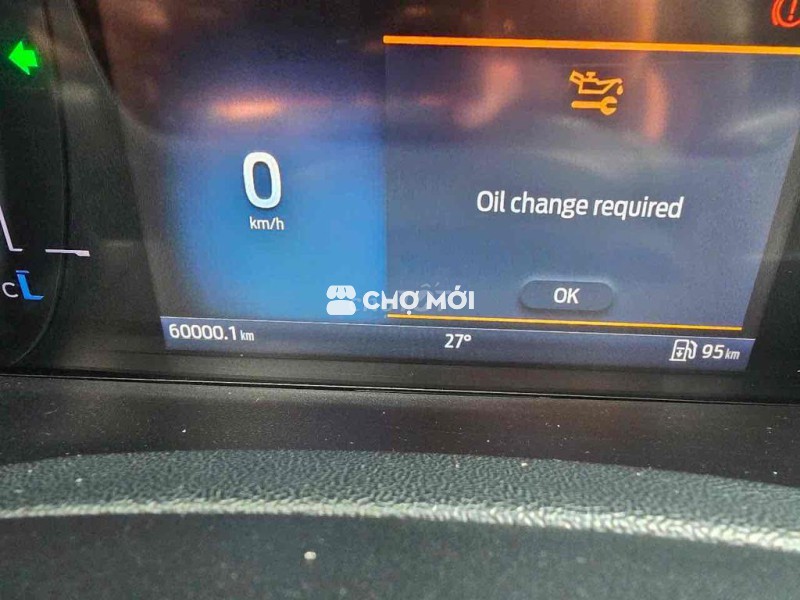 Oil change required
0
km/h
OK
CHỢ MỚI
60000.1 km
27°
95 km
C